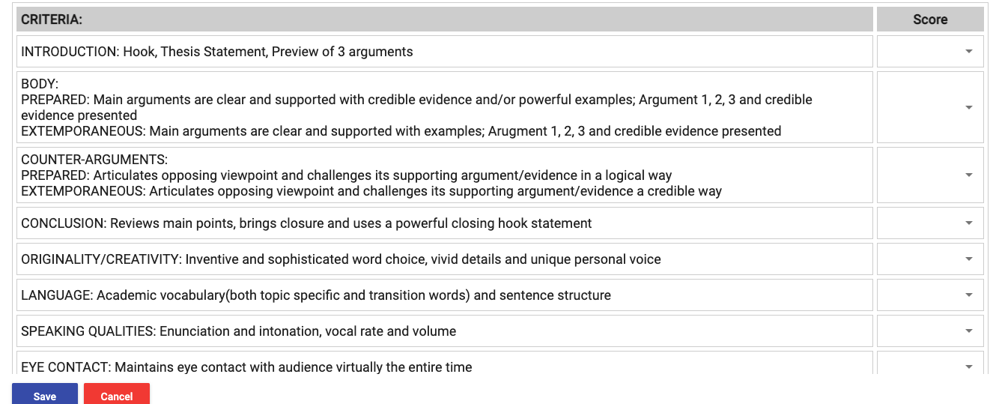 CRITERIA:
Score
INTRODUCTION: Hook, Thesis Statement, Preview of 3 arguments
BODY:
PREPARED: Main arguments are clear and supported with credible evidence and/or powerful examples; Argument 1, 2, 3 and credible
evidence presented
EXTEMPORANEOUS: Main arguments are clear and supported with examples; Arugment 1, 2, 3 and credible evidence presented
COUNTER-ARGUMENTS:
PREPARED: Articulates opposing viewpoint and challenges its supporting argument/evidence in a logical way
EXTEMPORANEOUS: Articulates opposing viewpoint and challenges its supporting argument/evidence a credible way
CONCLUSION: Reviews main points, brings closure and uses a powerful closing hook statement
ORIGINALITY/CREATIVITY: Inventive and sophisticated word choice, vivid details and unique personal voice
LANGUAGE: Academic vocabulary(both topic specific and transition words) and sentence structure
SPEAKING QUALITIES: Enunciation and intonation, vocal rate and volume
EYE CONTACT: Maintains eye contact with audience virtually the entire time
Save
Cancel